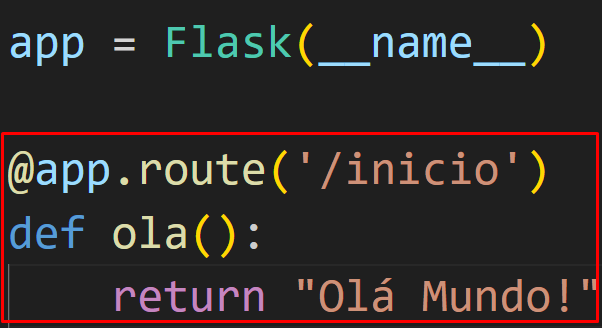 app = Flask(__name__)
@app.route('/inicio')
def ola():
    return "Olá Mundo!"